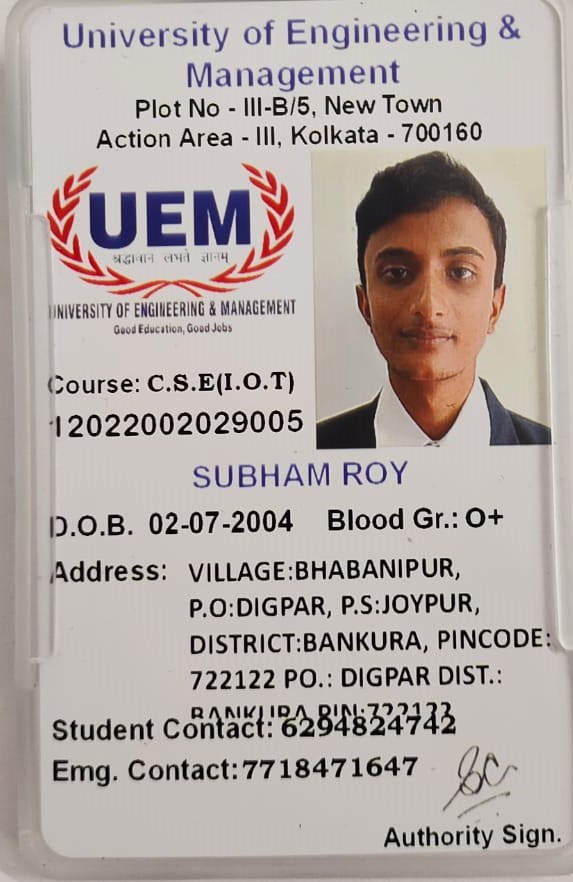 University of Engineering &
Management
Plot No - III-B/5, New Town
Action Area - III, Kolkata - 700160
UEM
श्रद्धावान लभते ज्ञानम्
UNIVERSITY OF ENGINEERING & MANAGEMENT
Good Education, Good Jobs
Course: C.S.E(I.O.T)
12022002029005
SUBHAM ROY
D.O.B. 02-07-2004 Blood Gr.: O+
Address: VILLAGE:BHABANIPUR,
P.O:DIGPAR, P.S:JOYPUR,
DISTRICT:BANKURA, PINCODE:
722122 PO.: DIGPAR DIST.:
BANKURA PIN:
Student Contact: 6294824742
Emg. Contact:7718471647
Authority Sign.